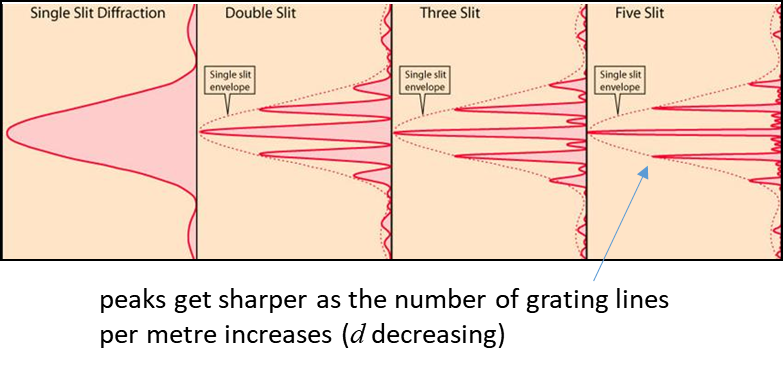 Single Slit Diffraction
Double Slit
Three Slit
Five Slit
Single slit
envelope
Single slit
envelope
Single slit
envelope
peaks get sharper as the number of grating lines
per metre increases (d decreasing)